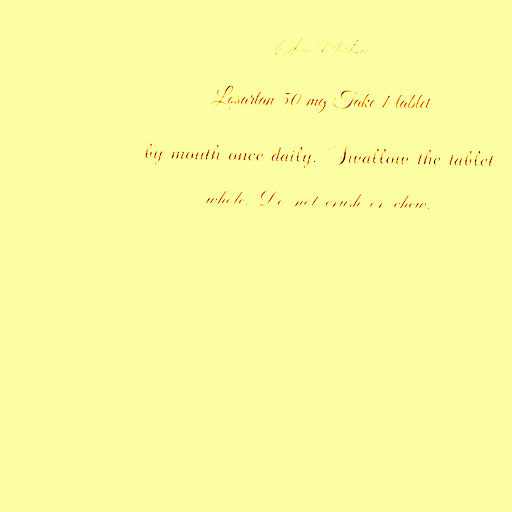 Losartan 50 mg Take 1 tablet
by mouth once daily. Swallow the tablet
whole. Do not crush or chew.